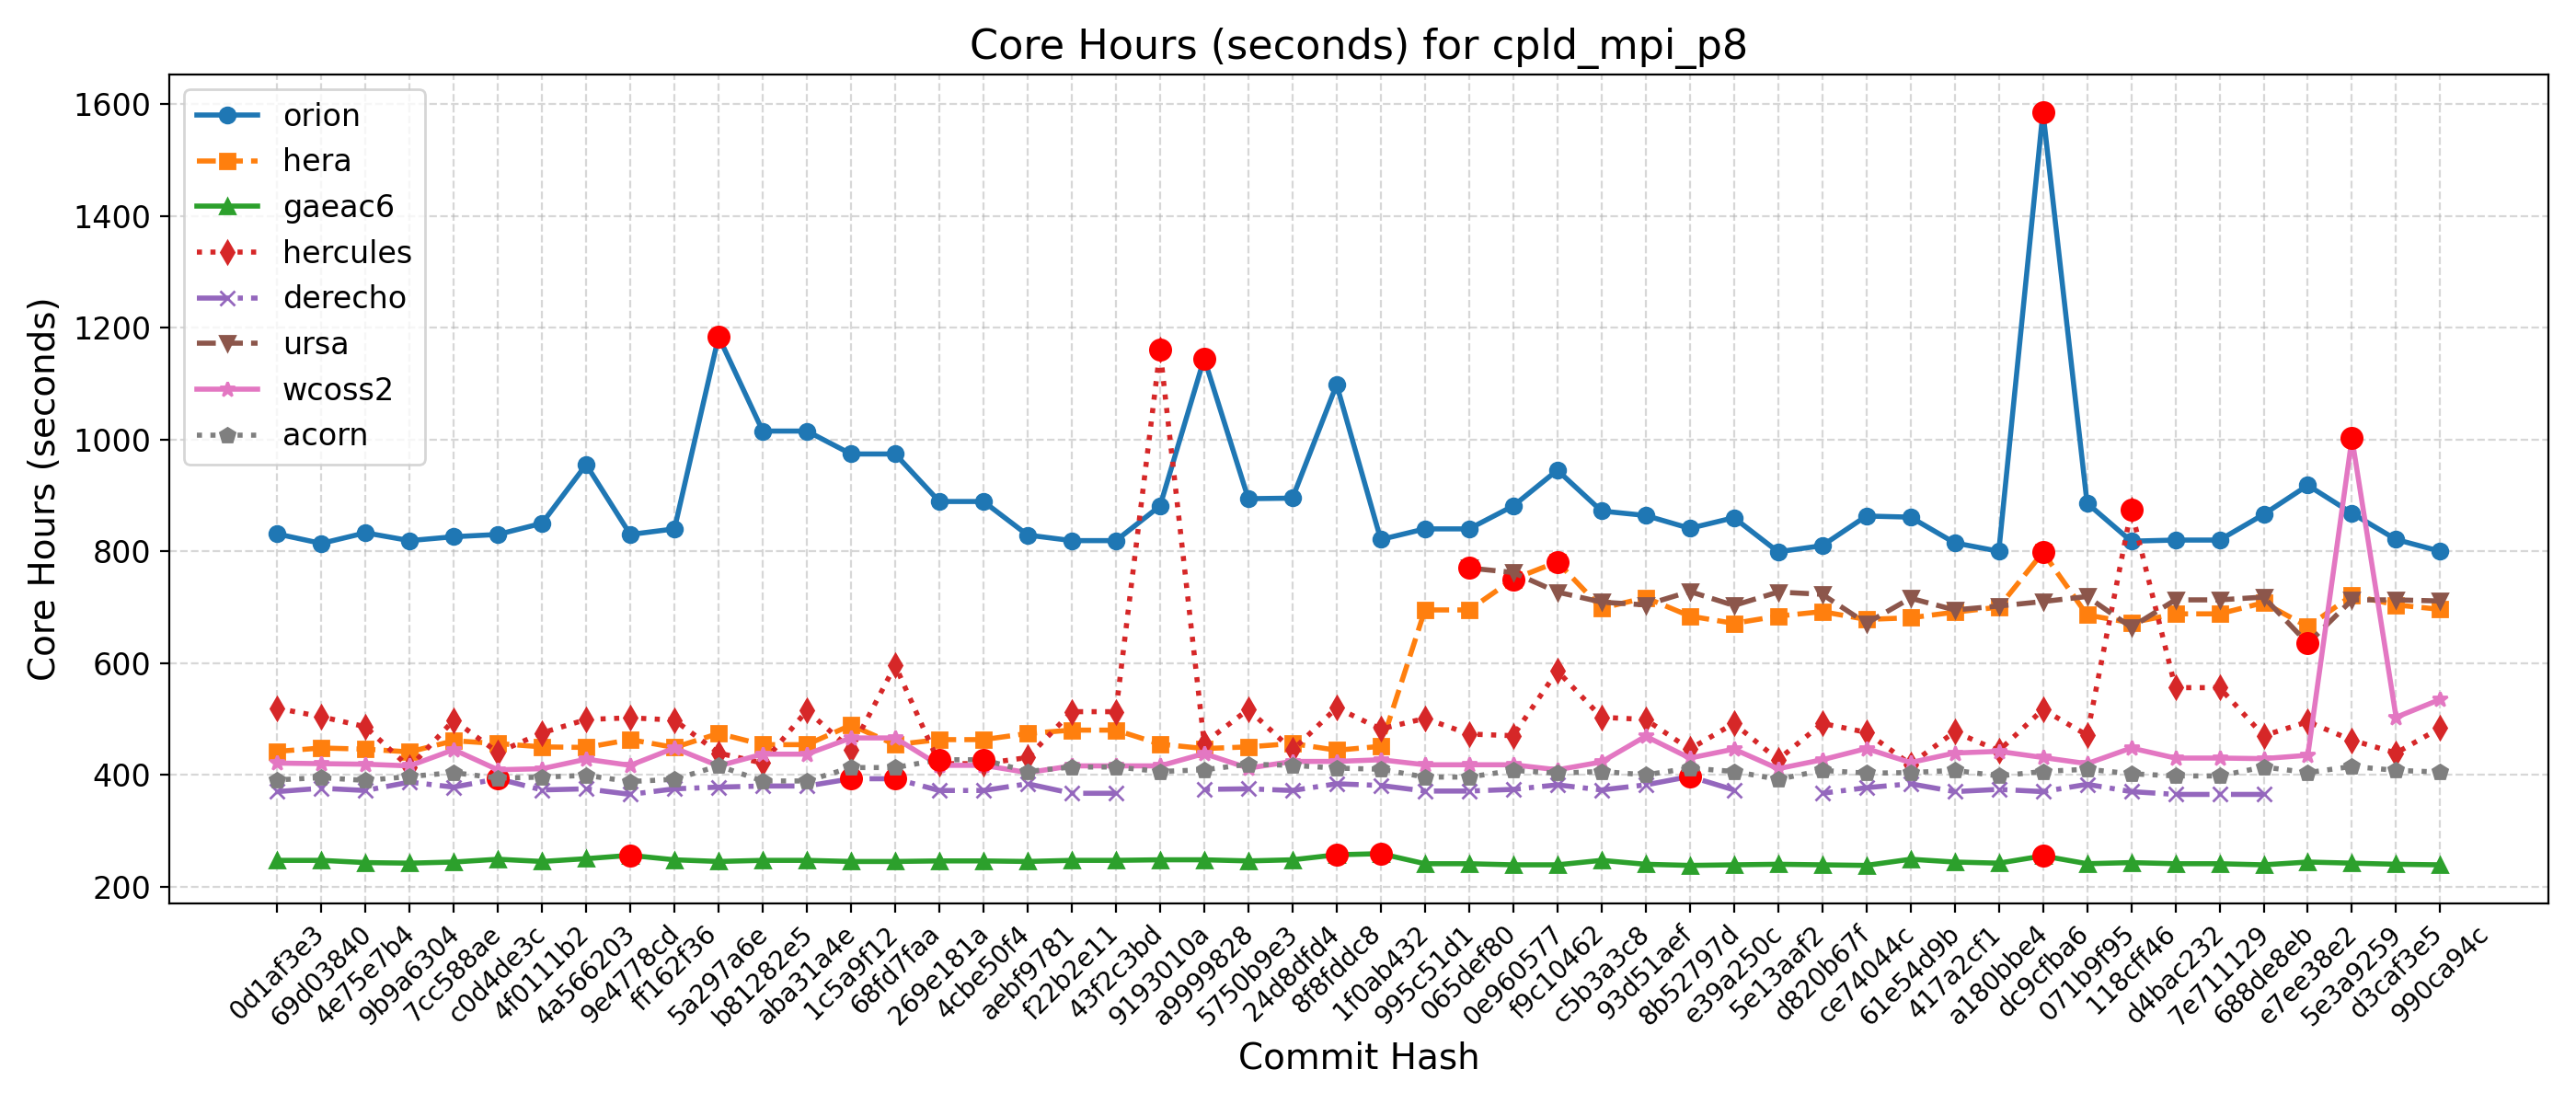 Core Hours (seconds) for cpld_mpi_p8
Core Hours (seconds)
1600
1400
1200
1000
800
600
400
200
orion
hera
gaeac6
hercules
derecho
ursa
wcoss2
acorn
0d1af3e3
69d03840
4e75e7b4
9b9a6304
7cc588ae
c0d4de3c
4f0111b2
4a566203
9e4778cd
ff162f36
5a297a6e
b81282e5
aba31a4e
1c5a9f12
68fd7faa
269e181a
4cbe50f4
aebf9781
f22b2e11
43f2c3bd
9193010a
a9999828
5750b9e3
24d8dfd4
8f8fddc8
1f0ab432
995c51d1
065def80
0e960577
f9c10462
c5b3a3c8
93d51aef
8b52797d
e39a250c
5e13aaf2
d820b67f
ce74044c
61e54d9b
417a2cf1
a180bbe4
dc9cfba6
071b9f95
118cff46
d4bac232
7e711129
688de8eb
e7ee38e2
5e3a9259
d3caf3e5
990ca94c
Commit Hash